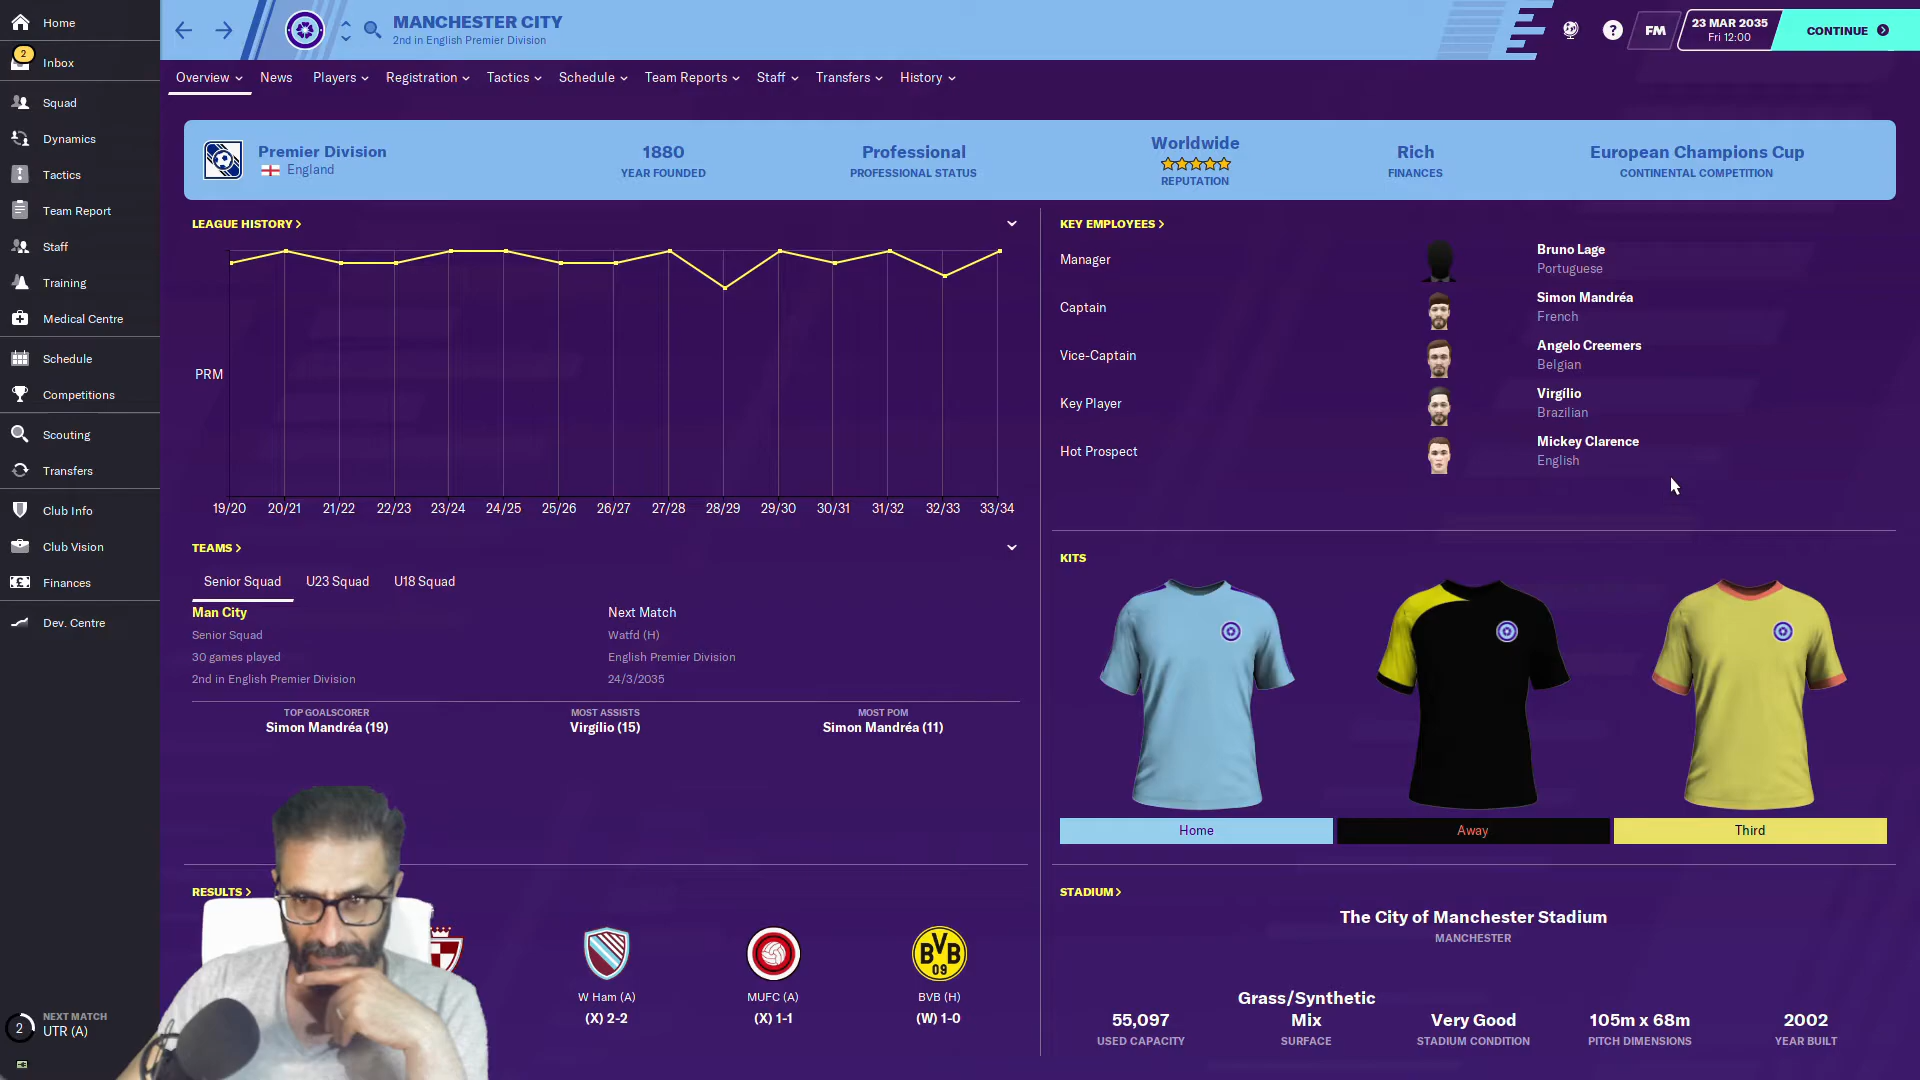 Home
2
Inbox
Squad
Dynamics
Tactics
Team Report
Staff
Training
Medical Centre
Schedule
Competitions
Scouting
Transfers
Club Info
Club Vision
Finances
Dev. Centre
2
NEXT MATCH
UTR (A)
MANCHESTER CITY
2nd in English Premier Division
?
FM
23 MAR 2035
Fri 12:00
CONTINUE
Overview
News
Players
Registration
Tactics
Schedule
Team Reports
Staff
Transfers
History
Premier Division
England
1880
YEAR FOUNDED
Professional
PROFESSIONAL STATUS
Worldwide
REPUTATION
Rich
FINANCES
European Champions Cup
CONTINENTAL COMPETITION
LEAGUE HISTORY >
PRM
19/20 20/21 21/22 22/23 23/24 24/25 25/26 26/27 27/28 28/29 29/30 30/31 31/32 32/33 33/34
TEAMS >
Senior Squad U23 Squad U18 Squad
Man City
Senior Squad
30 games played
2nd in English Premier Division
Next Match
Watfd (H)
English Premier Division
24/3/2035
TOP GOALSCORER
Simon Mandréa (19)
MOST ASSISTS
Virgílio (15)
MOST POM
Simon Mandréa (11)
RESULTS >
W Ham (A)
(X) 2-2
MUFC (A)
(X) 1-1
BVB
09
BVB (H)
(W) 1-0
KEY EMPLOYEES >
Manager
Bruno Lage
Portuguese
Captain
Simon Mandréa
French
Vice-Captain
Angelo Creemers
Belgian
Key Player
Virgílio
Brazilian
Hot Prospect
Mickey Clarence
English
KITS
Home
Away
Third
STADIUM >
The City of Manchester Stadium
MANCHESTER
55,097
USED CAPACITY
Grass/Synthetic
Mix
SURFACE
Very Good
STADIUM CONDITION
105m x 68m
PITCH DIMENSIONS
2002
YEAR BUILT